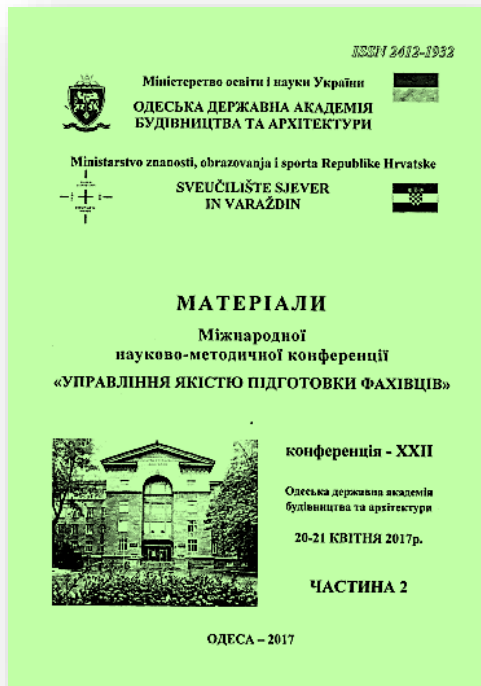 ISSN 2412-1932
Міністерство освіти і науки України
ОДЕСЬКА ДЕРЖАВНА АКАДЕМІЯ
БУДІВНИЦТВА ТА АРХІТЕКТУРИ
Ministarstvo znanosti, obrazovanja i sporta Republike Hrvatske
SVEUČILIŠTE SJEVER
IN VARAŽDIN
МАТЕРІАЛИ
Міжнародної
науково-методичної конференції
«УПРАВЛІННЯ ЯКІСТЮ ПІДГОТОВКИ ФАХІВЦІВ»
конференція - XXII
Одеська державна академія
будівництва та архітектури
20-21 КВІТНЯ 2017р.
ЧАСТИНА 2
ОДЕСА – 2017